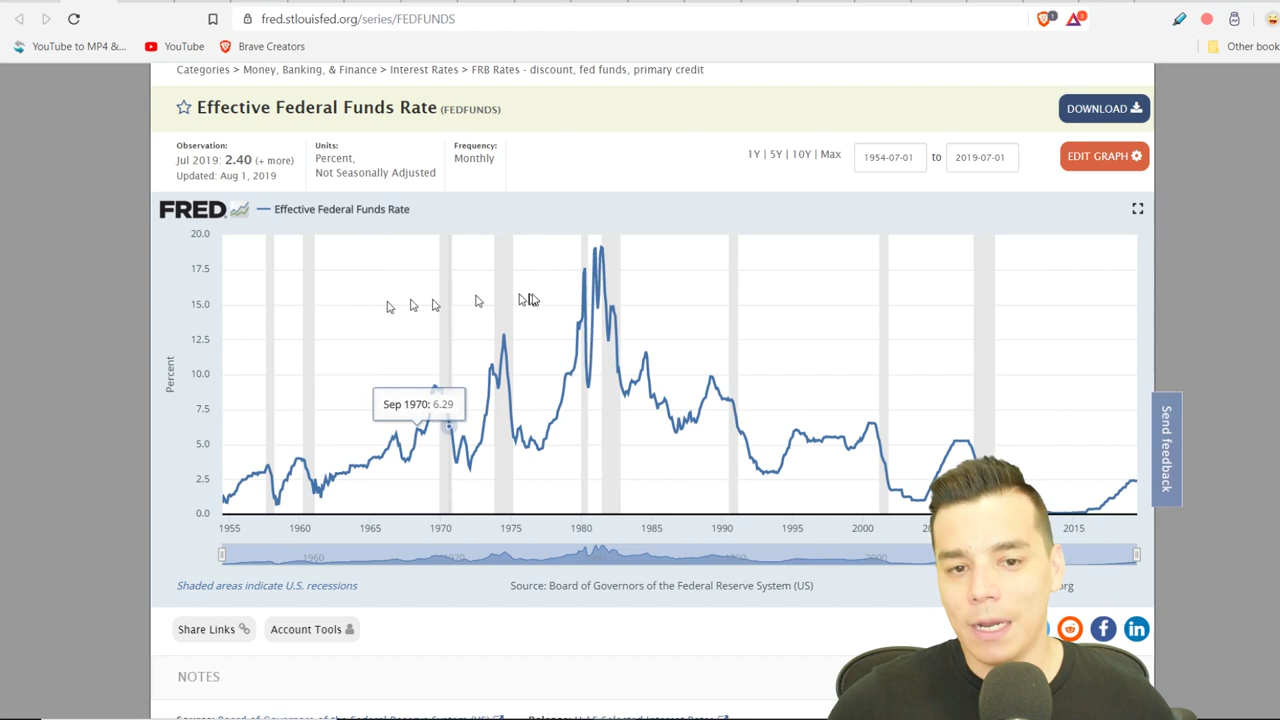 fred.stlouisfed.org/series/FEDFUNDS
1
YouTube to MP4 &... YouTube Brave Creators Other book
Categories > Money, Banking, & Finance > Interest Rates > FRB Rates - discount, fed funds, primary credit
Effective Federal Funds Rate (FEDFUNDS) DOWNLOAD
Observation: Units: Frequency:
Jul 2019: 2.40 (+ more) Percent, Monthly
Updated: Aug 1, 2019 Not Seasonally Adjusted
1Y | 5Y | 10Y | Max 1954-07-01 to 2019-07-01 EDIT GRAPH
FRED Effective Federal Funds Rate
20.0
17.5
15.0
12.5
10.0
7.5
5.0
2.5
0.0
Percent
Sep 1970: 6.29
1955 1960 1965 1970 1975 1980 1985 1990 1995 2000 2015
1960 1970 1990 2000
Shaded areas indicate U.S. recessions Source: Board of Governors of the Federal Reserve System (US) org
Send feedback
Share Links Account Tools
NOTES